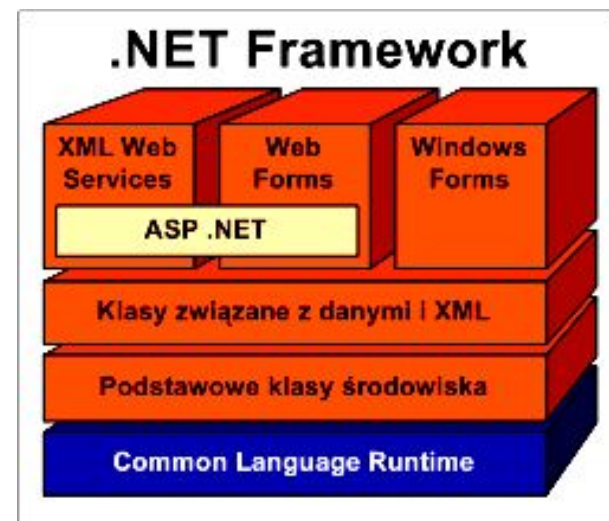 .NET Framework
XML Web
Services
Web
Forms
Windows
Forms
ASP .NET
Klasy związane z danymi i XML
Podstawowe klasy środowiska
Common Language Runtime